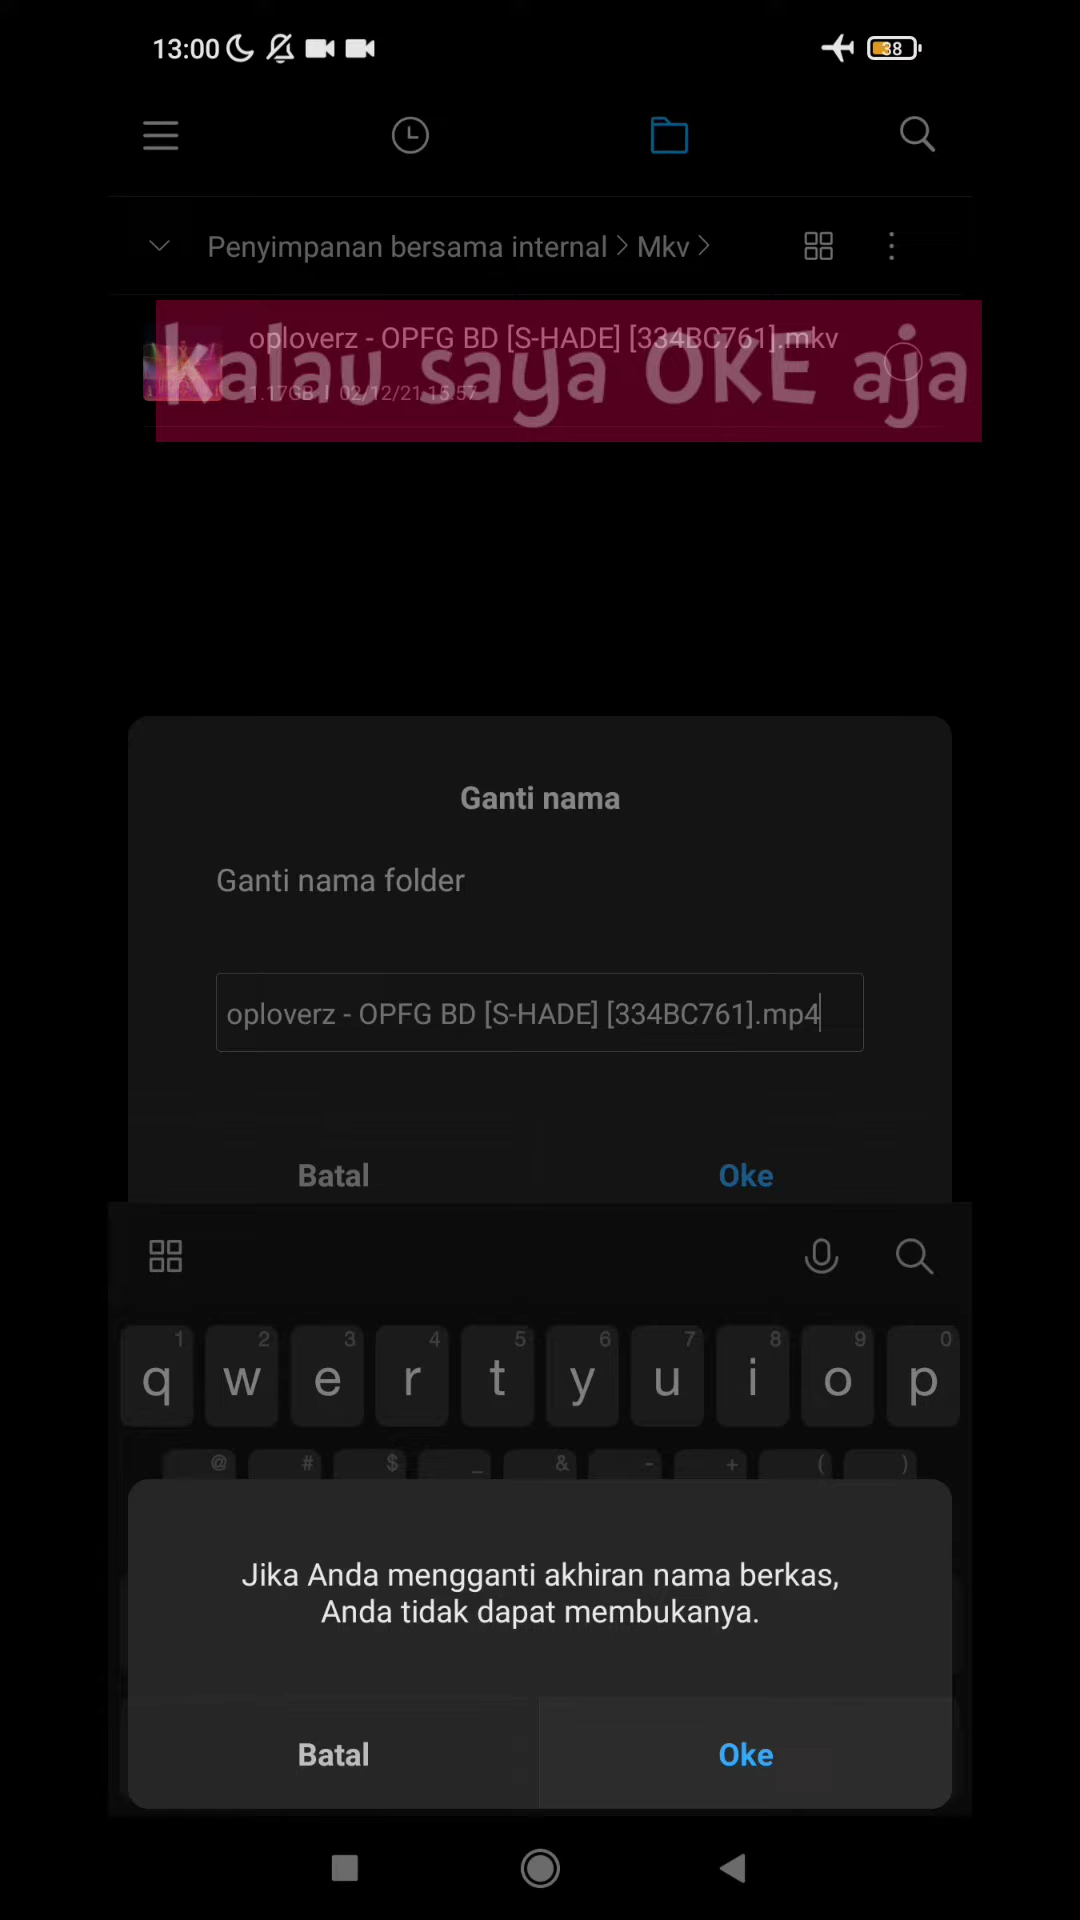 13:00
38
Penyimpanan bersama internal > Mkv >
oploverz - OPFG BD [S-HADE] [334BC761].mkv
kalau saya OKE aja
1.17GB | 02/12/21 15:57
Ganti nama
Ganti nama folder
oploverz - OPFG BD [S-HADE] [334BC761].mp4
Batal Oke
1 2 3 4 5 6 7 8 9 0
q w e r t y u i o p
@ # $ _ & - + ( )
Jika Anda mengganti akhiran nama berkas,
Anda tidak dapat membukanya.
Batal Oke